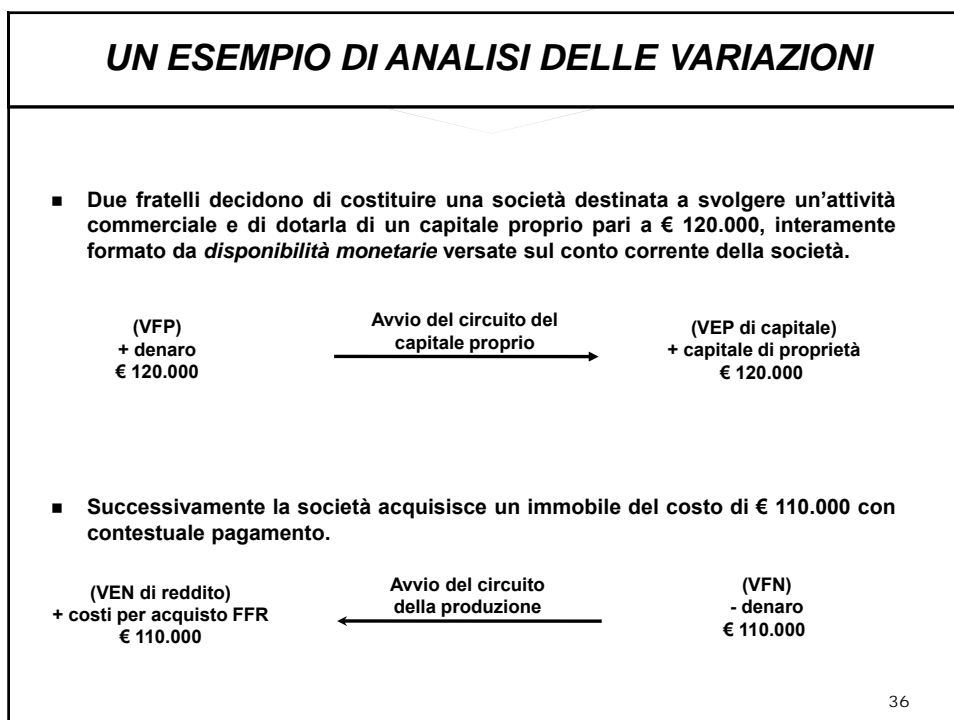 UN ESEMPIO DI ANALISI DELLE VARIAZIONI
■ Due fratelli decidono di costituire una società destinata a svolgere un'attività
commerciale e di dotarla di un capitale proprio pari a € 120.000, interamente
formato da disponibilità monetarie versate sul conto corrente della società.
(VFP)
+ denaro
€ 120.000
Avvio del circuito del
capitale proprio
(VEP di capitale)
+ capitale di proprietà
€ 120.000
■ Successivamente la società acquisisce un immobile del costo di € 110.000 con
contestuale pagamento.
(VEN di reddito)
+ costi per acquisto FFR
€ 110.000
Avvio del circuito
della produzione
(VFN)
- denaro
€ 110.000
36